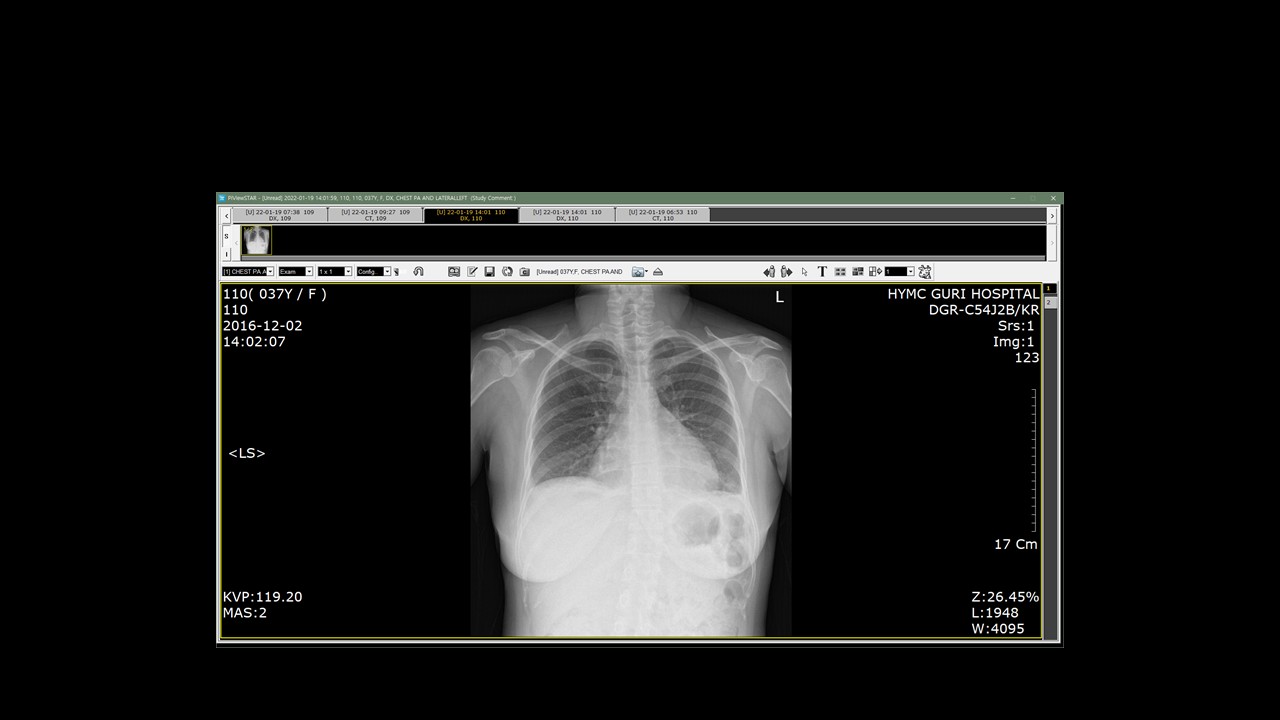 PiViewSTAR - [Unread] 2022-01-19 14:01:59, 110, 110, 037Y, F, DX, CHEST PA AND LATERALLEFT (Study Comment:)
[U] 22-01-19 07:38 109
DX, 109
[U] 22-01-19 09:27 109
CT, 109
[U] 22-01-19 14:01 110
DX, 110
[U] 22-01-19 14:01 110
DX, 110
[U] 22-01-19 06:53 110
CT, 110
S
I
[1] CHEST PA A
Exam
1 x 1
Config.
[Unread] 037Y,F, CHEST PA AND
T
1
1
2
110( 037Y / F )
110
2016-12-02
14:02:07
L
HYMC GURI HOSPITAL
DGR-C54J2B/KR
Srs:1
Img:1
123
<LS>
17 Cm
KVP:119.20
MAS:2
Z:26.45%
L:1948
W:4095